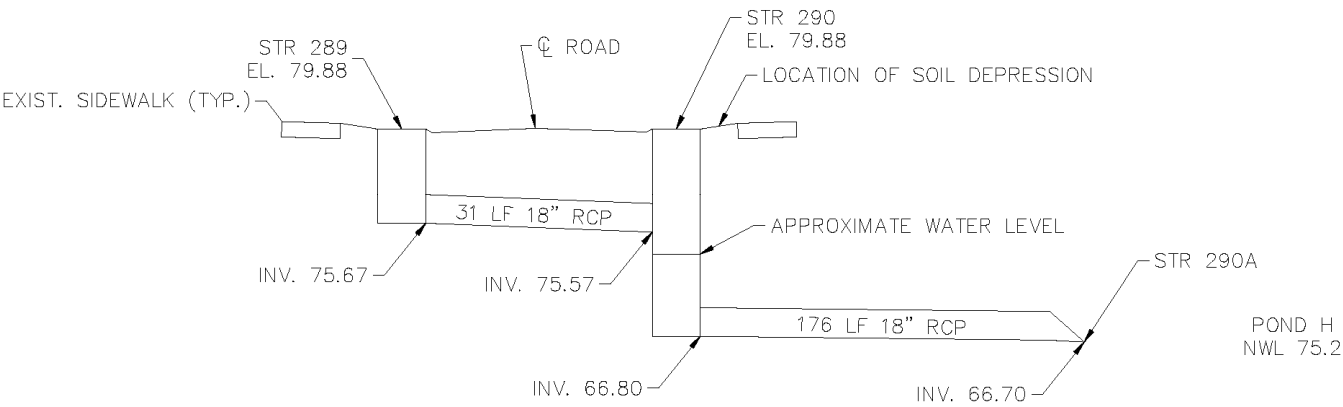 STR 289
EL. 79.88
℄ ROAD
STR 290
EL. 79.88
LOCATION OF SOIL DEPRESSION
EXIST. SIDEWALK (TYP.)
31 LF 18" RCP
APPROXIMATE WATER LEVEL
INV. 75.67
INV. 75.57
STR 290A
176 LF 18" RCP
POND H
NWL 75.2
INV. 66.80
INV. 66.70